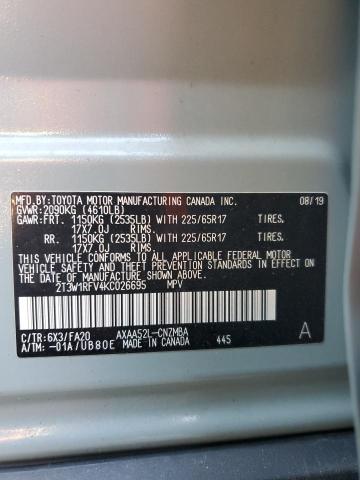 MFD.BY:TOYOTA MOTOR MANUFACTURING CANADA INC. 08/19
GVWR:2090KG (4610LB)
GAWR:FRT. 1150KG (2535LB) WITH 225/65R17 TIRES,
17X7.0J RIMS.
RR. 1150KG (2535LB) WITH 225/65R17 TIRES,
17X7.0J RIMS.
THIS VEHICLE CONFORMS TO ALL APPLICABLE FEDERAL MOTOR
VEHICLE SAFETY STANDARDS IN EFFECT ON THE DATE OF
MANUFACTURE SHOWN ABOVE.
2T3W1RFV4KC026695 MPV
C/TR:6X3/FA20 AXAA52L-CNZMBA A
A/TM:-01A/UB80E MADE IN CANADA 445